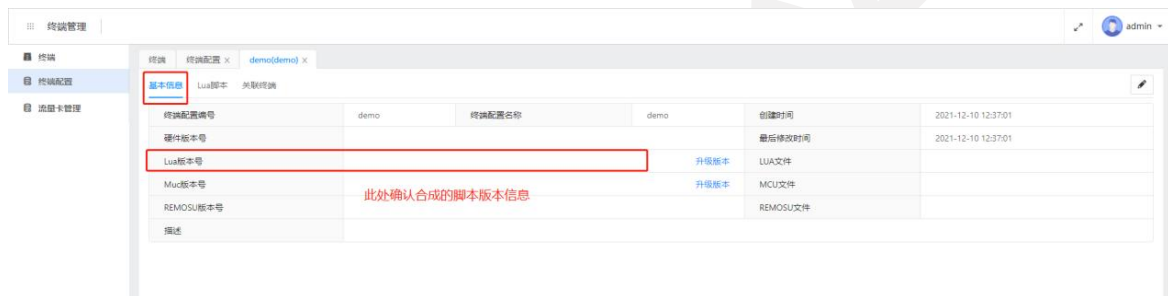 终端管理 admin
终端 终端 终端配置 × demo(demo) ×
终端配置 基本信息 Lua脚本 关联终端
流量卡管理
终端配置编号 demo 终端配置名称 demo 创建时间 2021-12-10 12:37:01
硬件版本号 最后修改时间 2021-12-10 12:37:01
Lua版本号 升级版本 LUA文件
Muc版本号 升级版本 MCU文件
此处确认合成的脚本版本信息
REMOSU版本号 REMOSU文件
描述